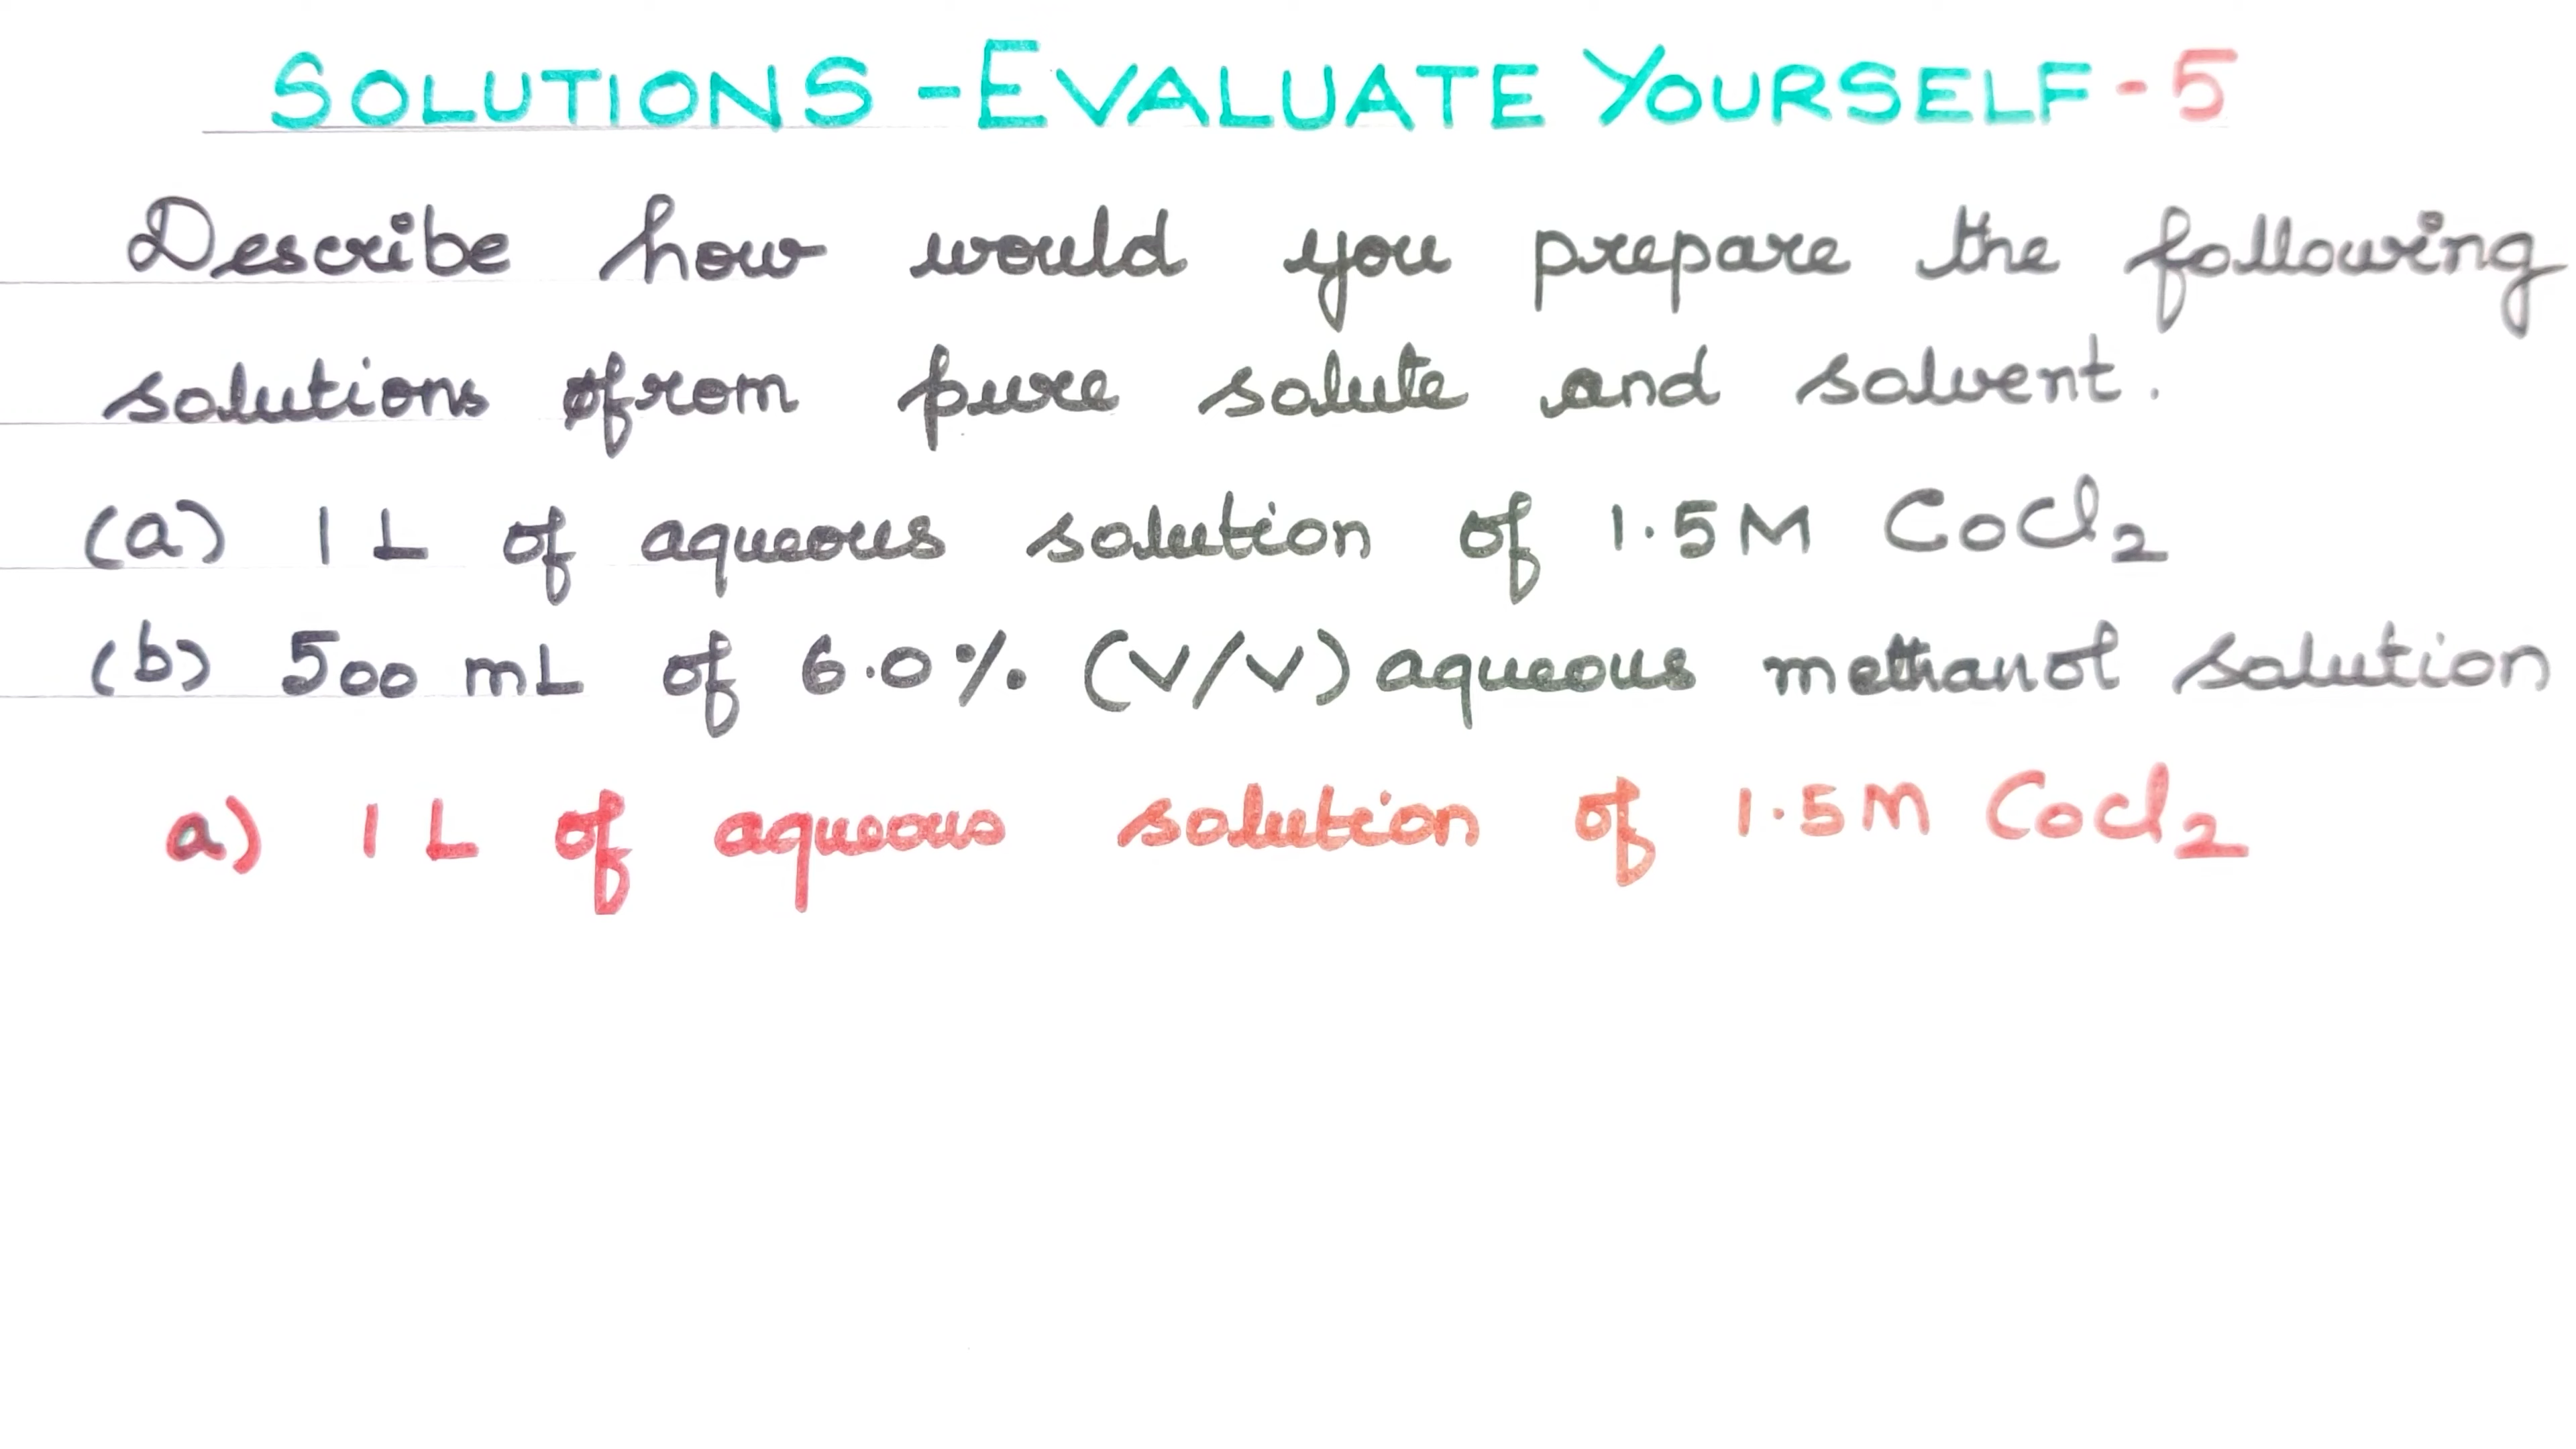 SOLUTIONS - EVALUATE YOURSELF - 5
Describe how would you prepare the following
solutions from pure solute and solvent.
(a) 1 L of aqueous solution of 1.5M CoCl₂
(b) 500 mL of 6.0% (V/V) aqueous methanol solution
a) 1 L of aqueous solution of 1.5M CoCl₂